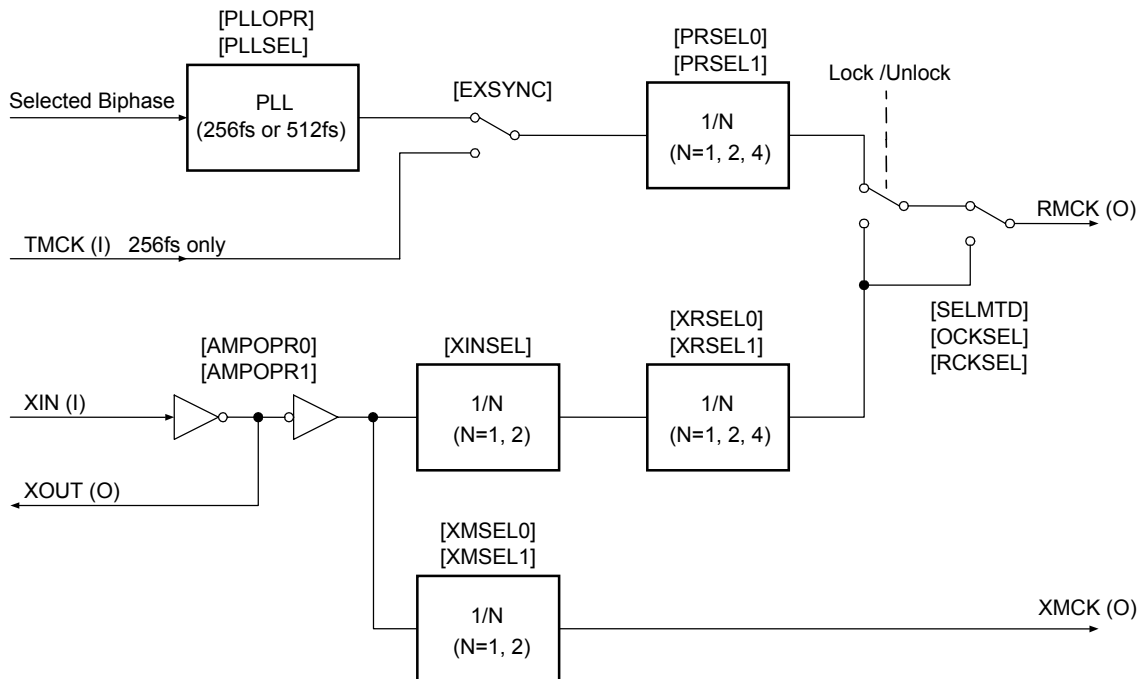 [PLLOPR]
[PLLSEL]
[PRSEL0]
[PRSEL1]
Lock /Unlock
Selected Biphase
PLL
(256fs or 512fs)
[EXSYNC]
1/N
(N=1, 2, 4)
RMCK (O)
TMCK (I) 256fs only
[SELMTD]
[OCKSEL]
[RCKSEL]
[AMPOPR0]
[AMPOPR1]
[XINSEL]
[XRSEL0]
[XRSEL1]
XIN (I)
1/N
(N=1, 2)
1/N
(N=1, 2, 4)
XOUT (O)
[XMSEL0]
[XMSEL1]
1/N
(N=1, 2)
XMCK (O)